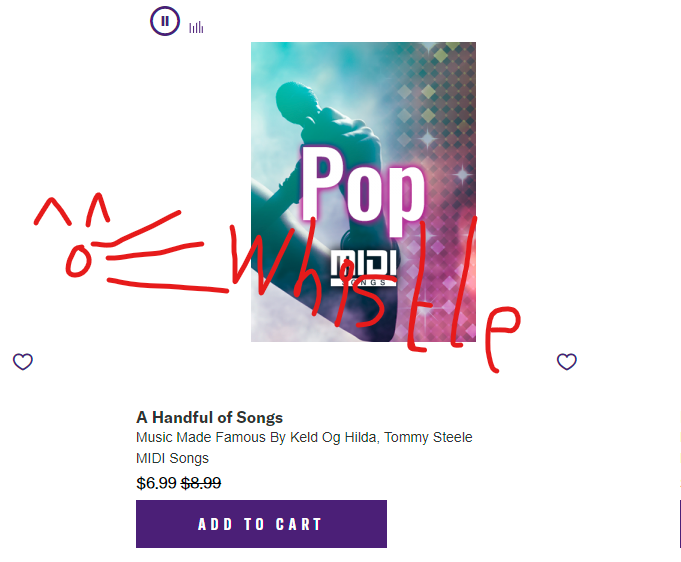 Pop
MIDI
SONGS
Whistle
A Handful of Songs
Music Made Famous By Keld Og Hilda, Tommy Steele
MIDI Songs
$6.99 $8.99
ADD TO CART